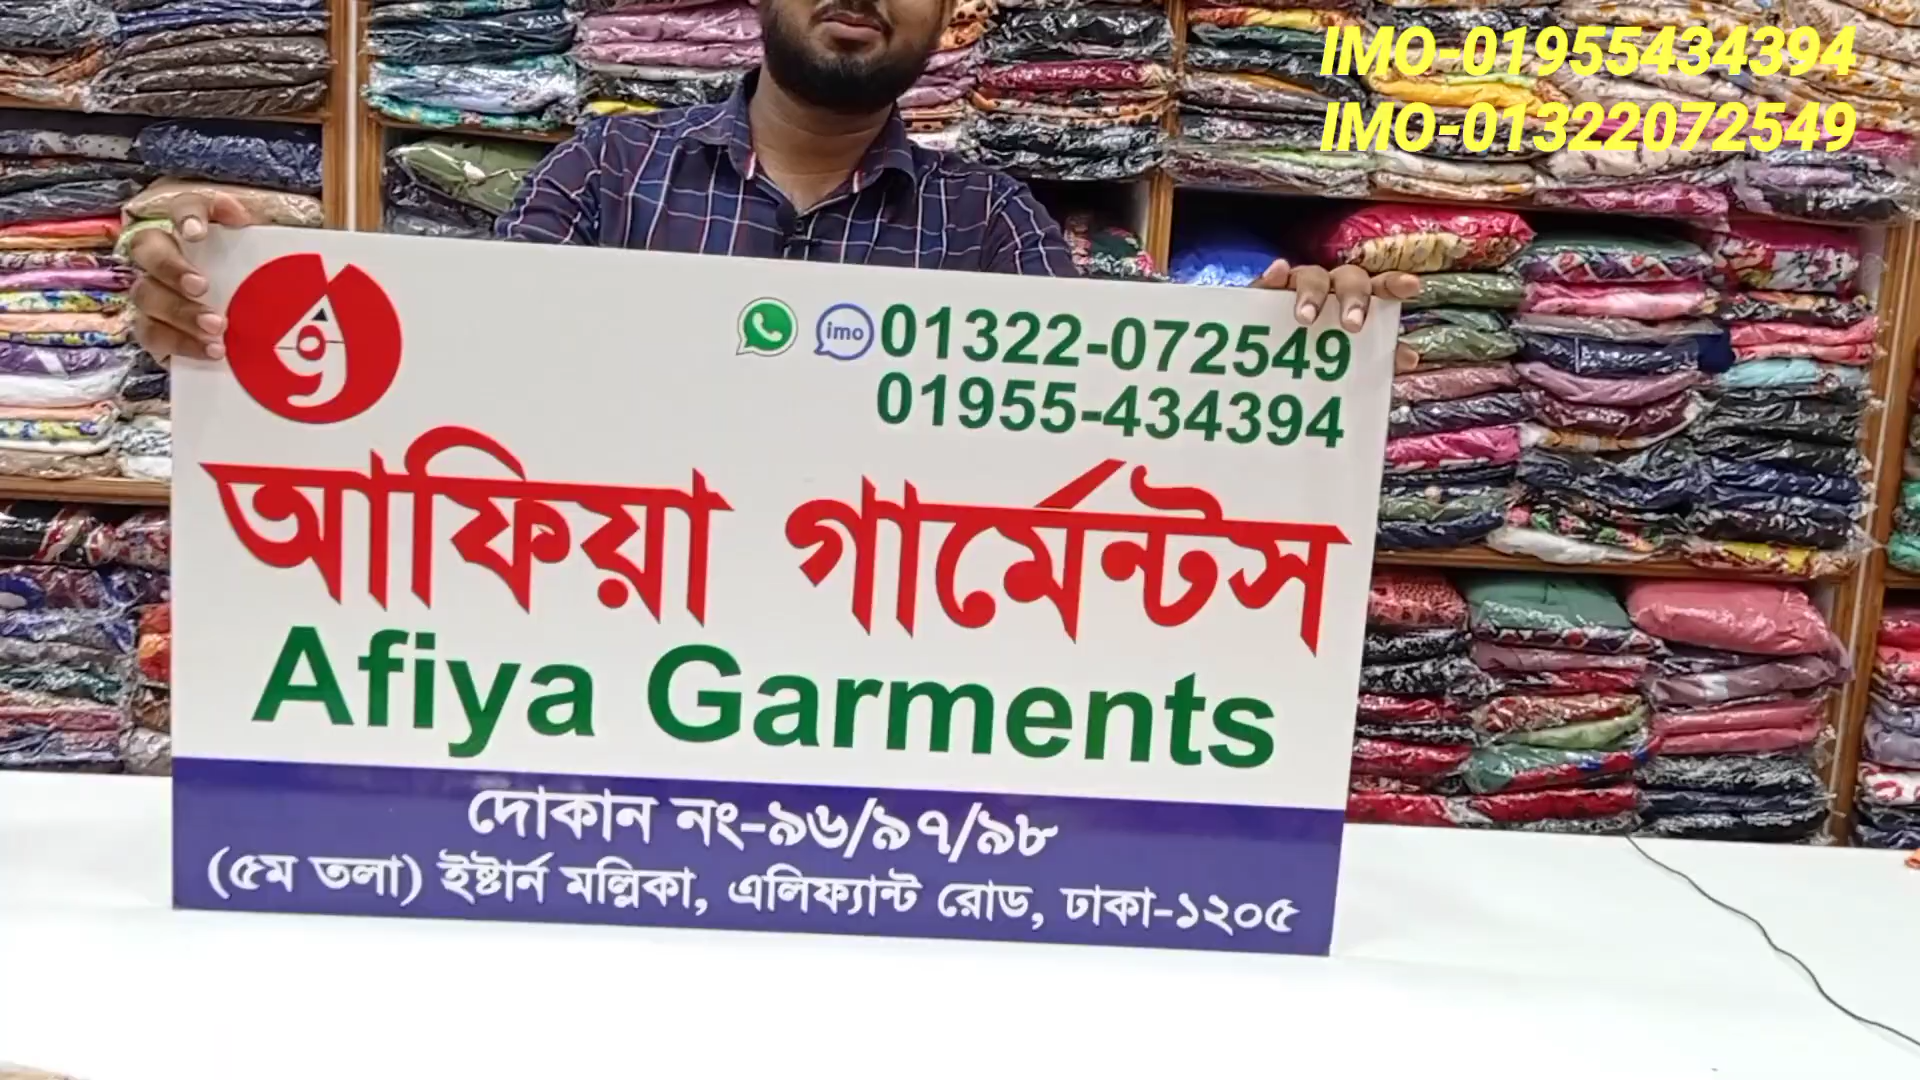 IMO-01955434394
IMO-01322072549
imo 01322-072549
01955-434394
আফিয়া গার্মেন্টস
Afiya Garments
দোকান নং-৯৬/৯৭/৯৮
(৫ম তলা) ইষ্টার্ন মল্লিকা, এলিফ্যান্ট রোড, ঢাকা-১২০৫